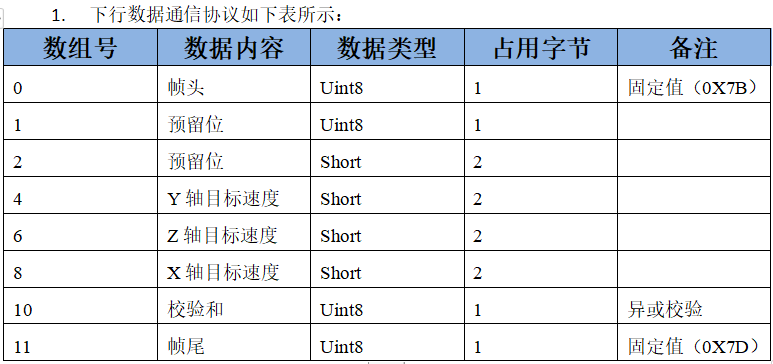 1. 下行数据通信协议如下表所示：
数组号 数据内容 数据类型 占用字节 备注
0 帧头 Uint8 1 固定值（0X7B）
1 预留位 Uint8 1
2 预留位 Short 2
4 Y 轴目标速度 Short 2
6 Z 轴目标速度 Short 2
8 X 轴目标速度 Short 2
10 校验和 Uint8 1 异或校验
11 帧尾 Uint8 1 固定值（0X7D）